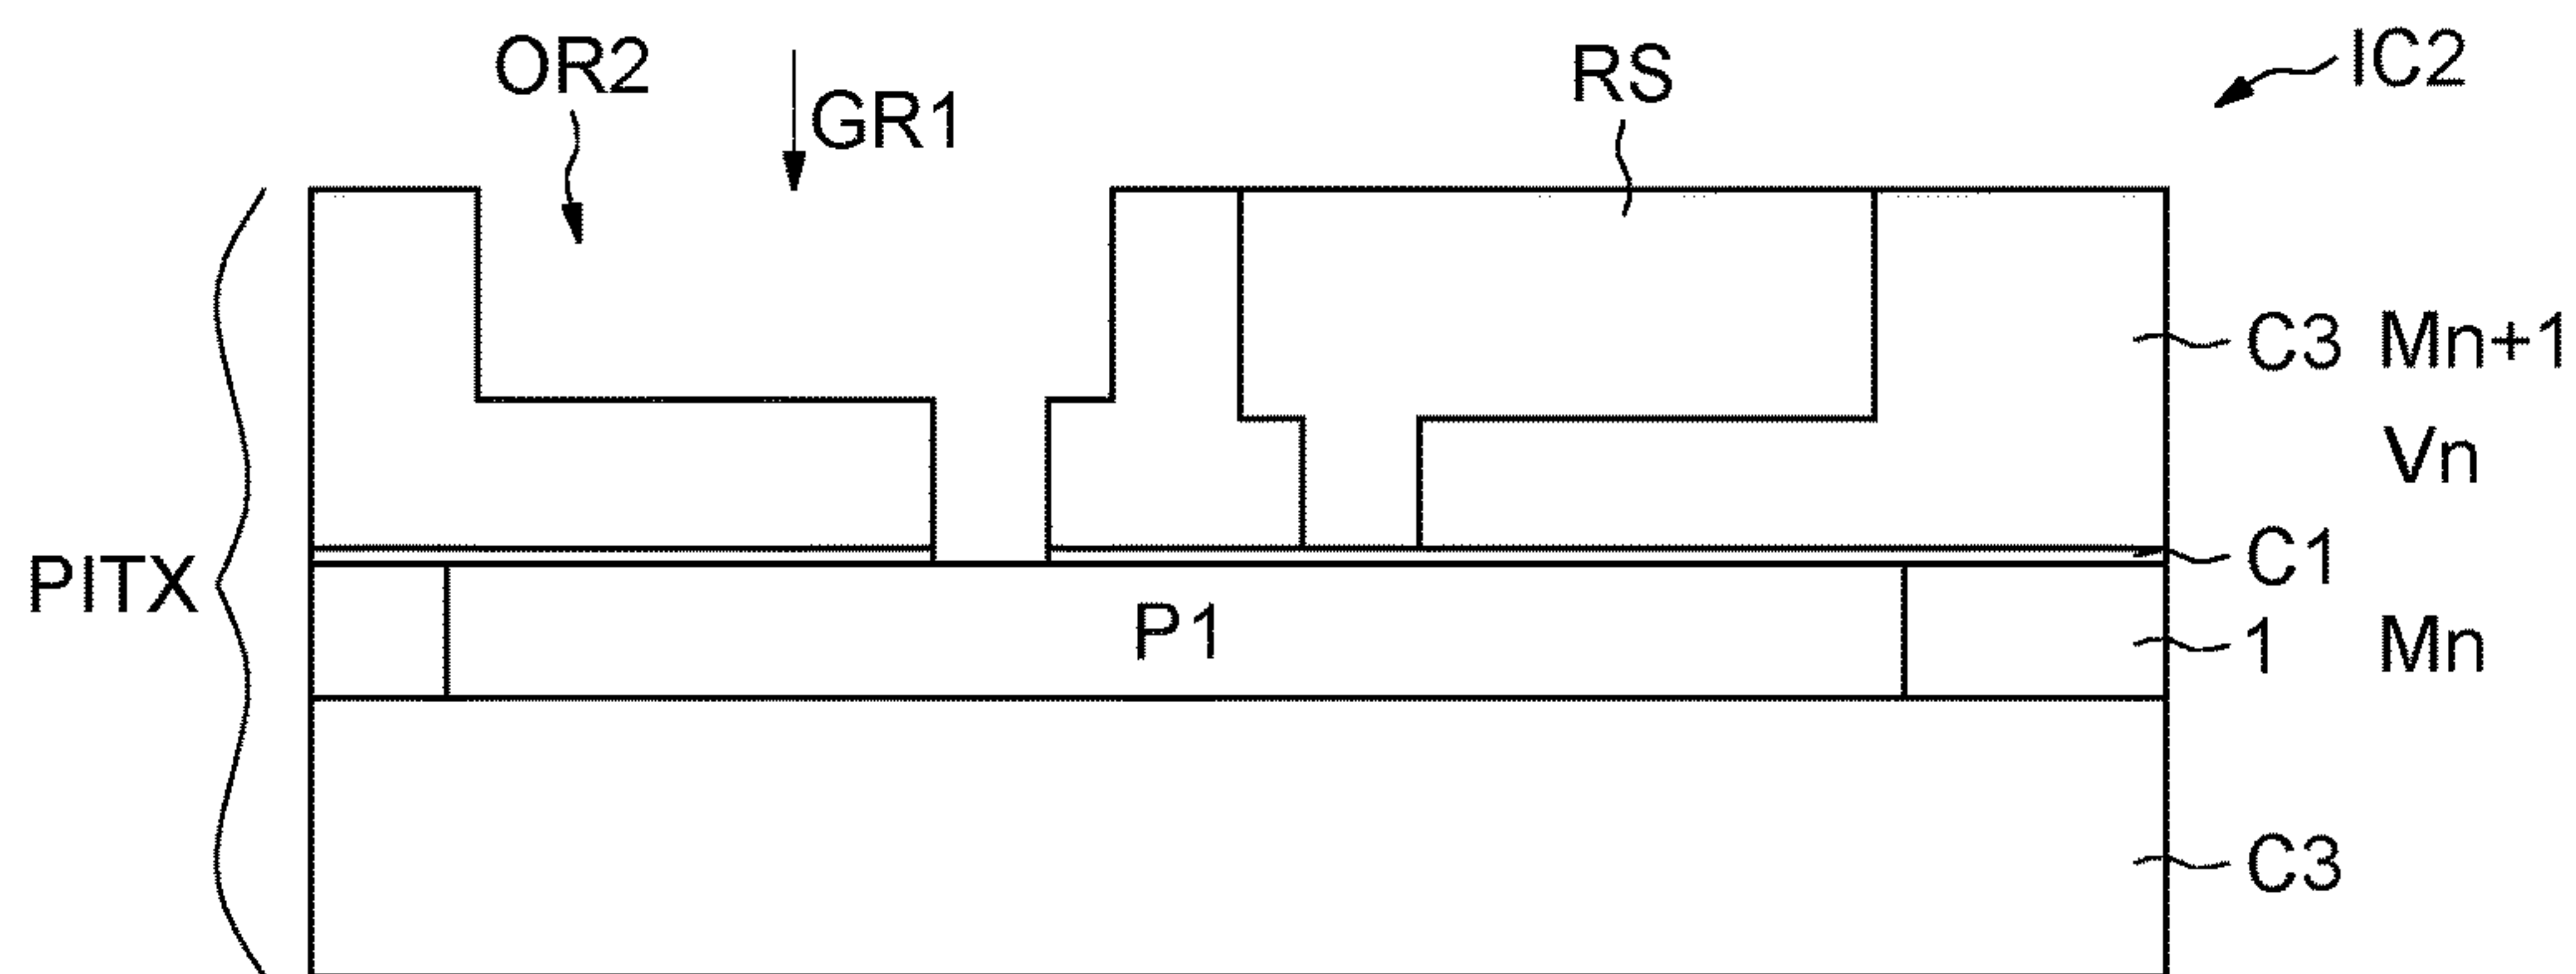 OR2
GR1
RS
IC2
C3 Mn+1
Vn
C1
PITX
P1
1 Mn
C3